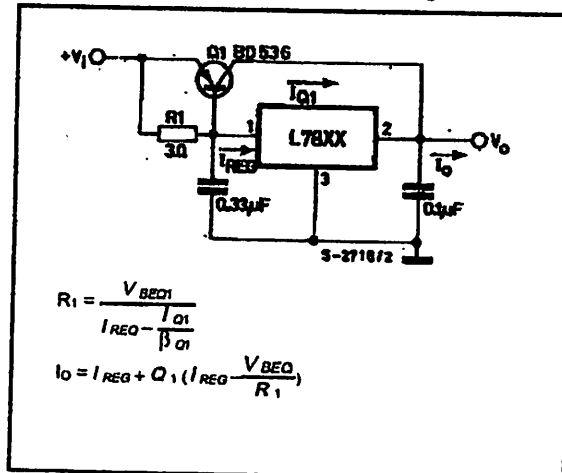 Q1 BD536
+VI
IQ1
R1
3Ω
1
L78XX
2
VO
IREG
IO
3
0.33μF
0.1μF
S-2716/2
R1 = VBEQ1 / (IREQ - IQ1 / βQ1)
IO = IREG + Q1 (IREG - VBEQ / R1)